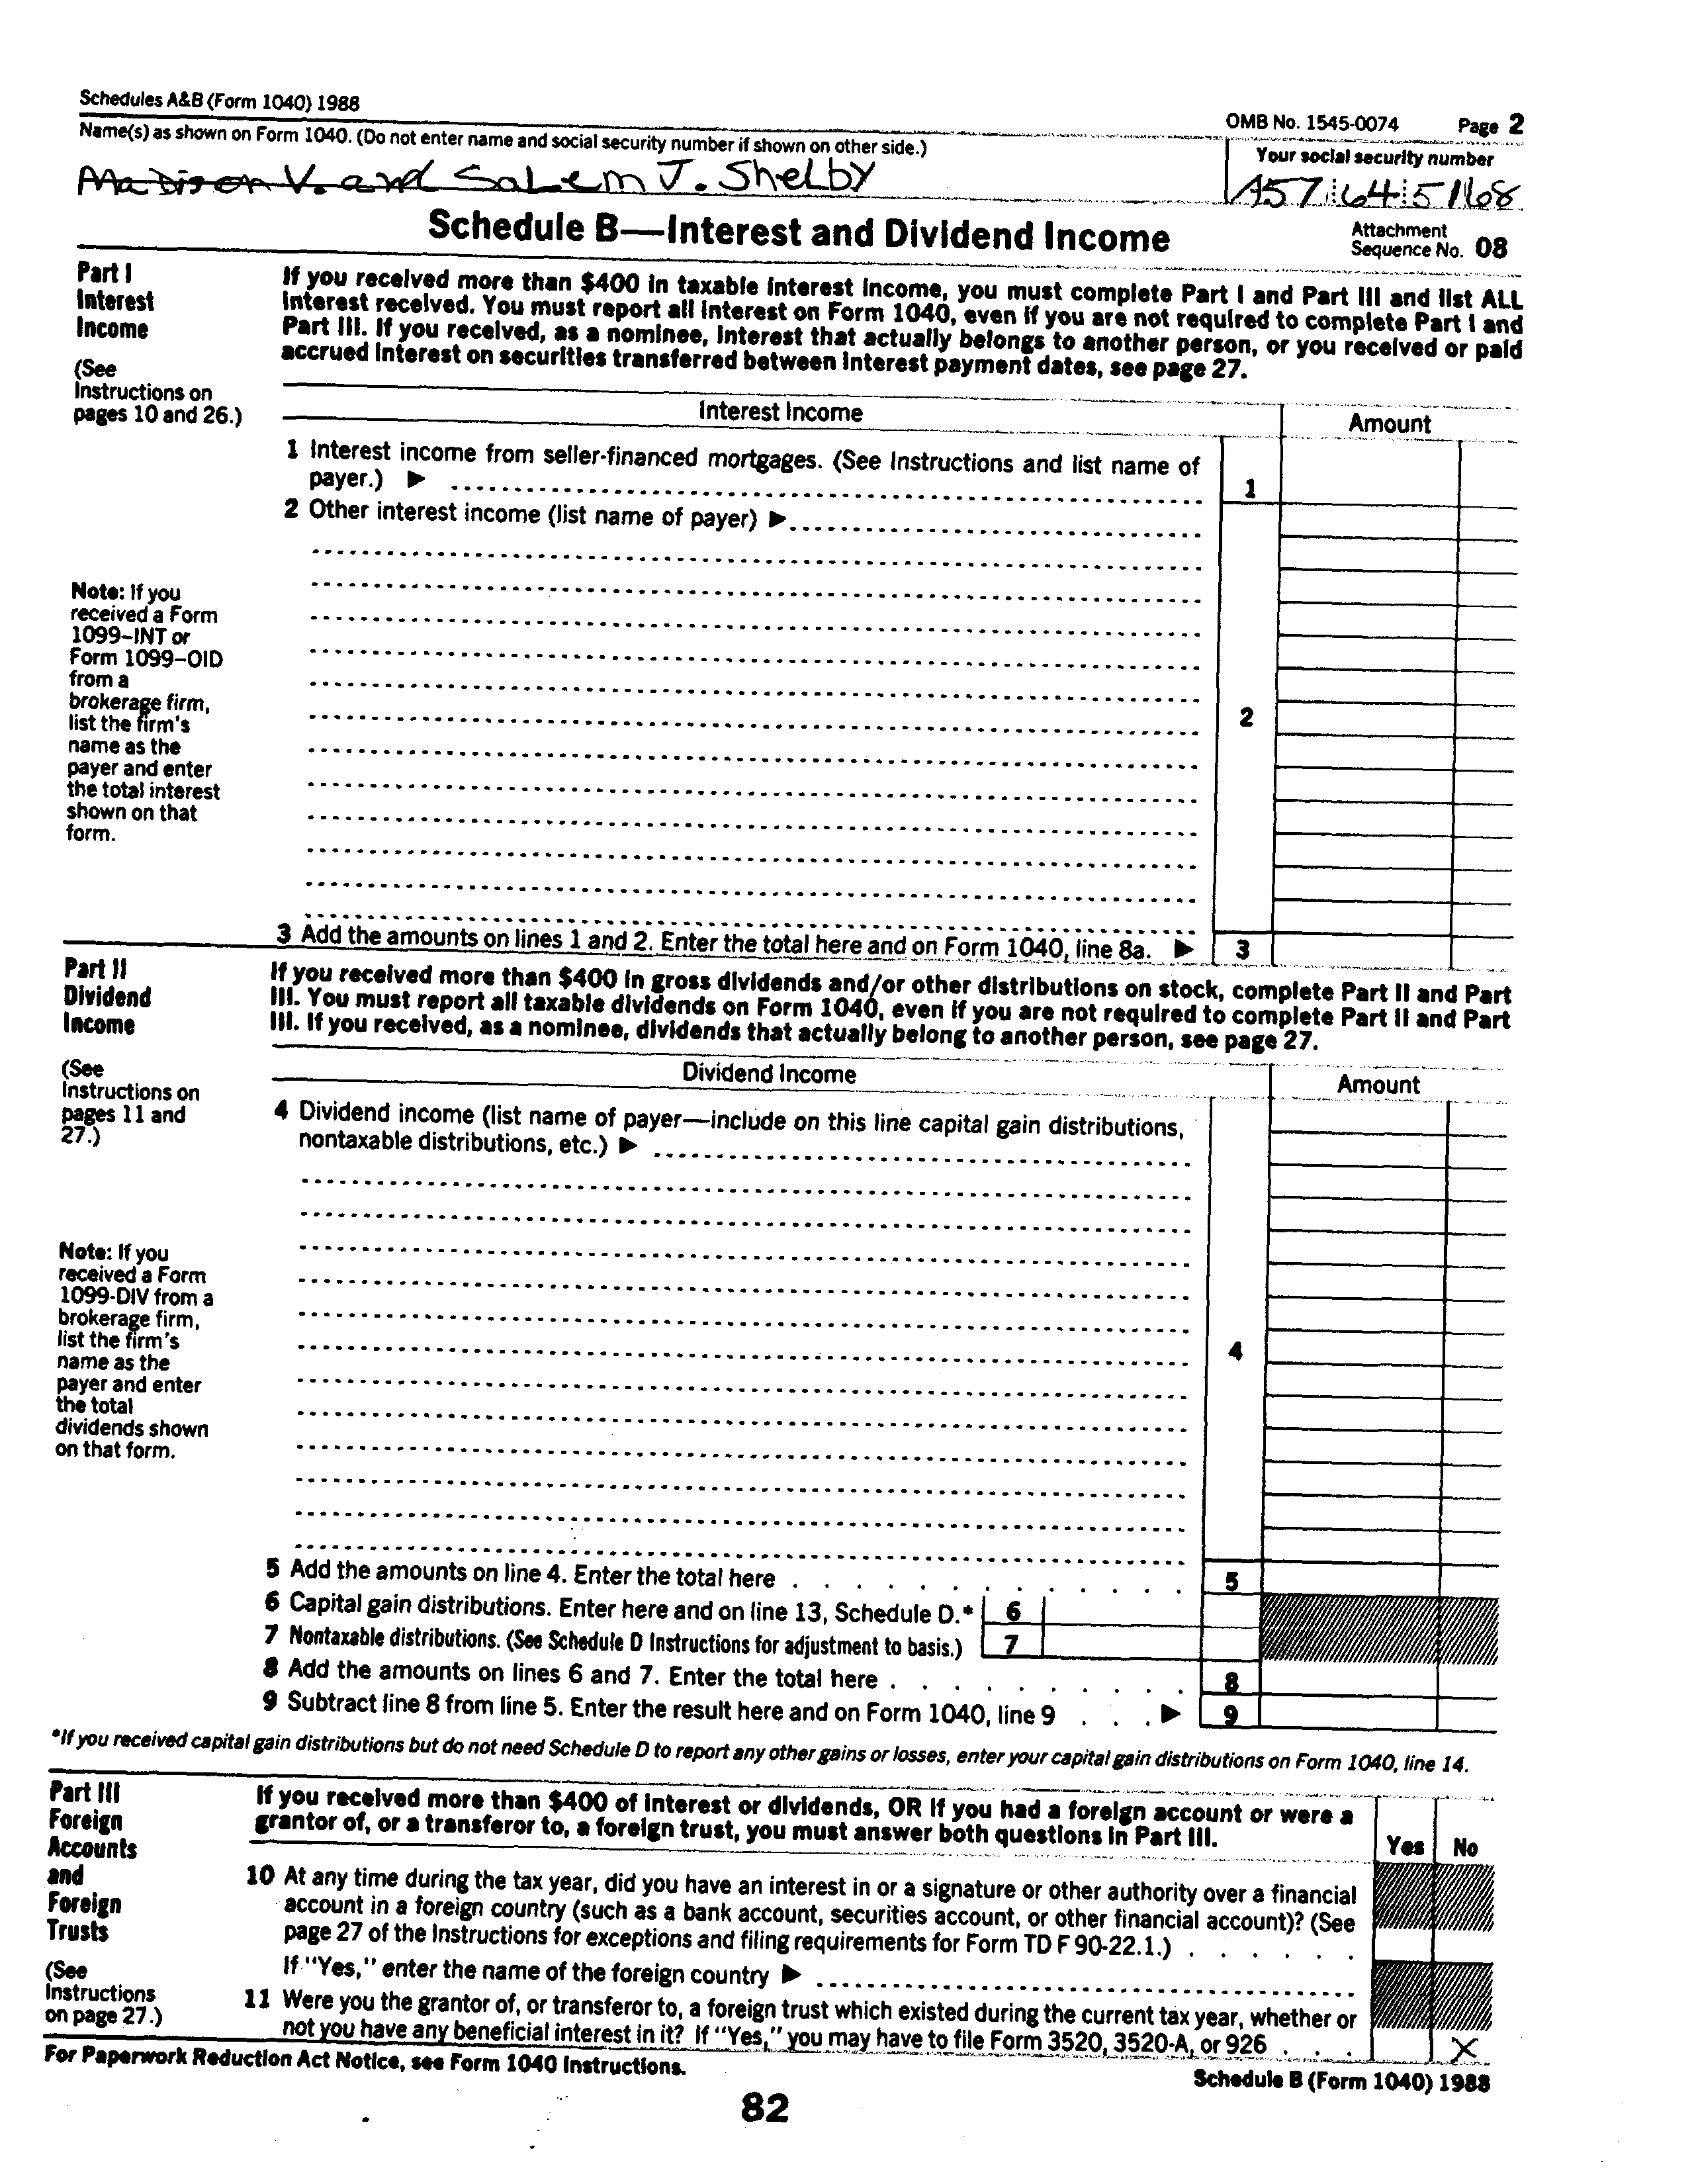 Schedules A&B (Form 1040) 1988
OMB No. 1545-0074 Page 2
Name(s) as shown on Form 1040. (Do not enter name and social security number if shown on other side.)
Your social security number
Madison V. and Salem J. Shelby
Schedule B—Interest and Dividend Income
Attachment
Sequence No. 08
Part I
Interest
Income
(See
Instructions on
pages 10 and 26.)
If you received more than $400 in taxable interest income, you must complete Part I and Part III and list ALL
interest received. You must report all interest on Form 1040, even if you are not required to complete Part I and
Part III. If you received, as a nominee, interest that actually belongs to another person, or you received or paid
accrued interest on securities transferred between interest payment dates, see page 27.
Interest Income
Amount
1 Interest income from seller-financed mortgages. (See Instructions and list name of
payer.) ▶
1
2 Other interest income (list name of payer) ▶
Note: If you
received a Form
1099–INT or
Form 1099–OID
from a
brokerage firm,
list the firm's
name as the
payer and enter
the total interest
shown on that
form.
2
3 Add the amounts on lines 1 and 2. Enter the total here and on Form 1040, line 8a. ▶ 3
Part II
Dividend
Income
(See
Instructions on
pages 11 and
27.)
If you received more than $400 in gross dividends and/or other distributions on stock, complete Part II and Part
III. You must report all taxable dividends on Form 1040, even if you are not required to complete Part II and Part
III. If you received, as a nominee, dividends that actually belong to another person, see page 27.
Dividend Income
Amount
4 Dividend income (list name of payer—include on this line capital gain distributions,
nontaxable distributions, etc.) ▶
Note: If you
received a Form
1099-DIV from a
brokerage firm,
list the firm's
name as the
payer and enter
the total
dividends shown
on that form.
4
5 Add the amounts on line 4. Enter the total here 5
6 Capital gain distributions. Enter here and on line 13, Schedule D.* 6
7 Nontaxable distributions. (See Schedule D Instructions for adjustment to basis.) 7
8 Add the amounts on lines 6 and 7. Enter the total here 8
9 Subtract line 8 from line 5. Enter the result here and on Form 1040, line 9 ▶ 9
*If you received capital gain distributions but do not need Schedule D to report any other gains or losses, enter your capital gain distributions on Form 1040, line 14.
Part III
Foreign
Accounts
and
Foreign
Trusts
(See
Instructions
on page 27.)
If you received more than $400 of interest or dividends, OR if you had a foreign account or were a
grantor of, or a transferor to, a foreign trust, you must answer both questions in Part III.
Yes No
10 At any time during the tax year, did you have an interest in or a signature or other authority over a financial
account in a foreign country (such as a bank account, securities account, or other financial account)? (See
page 27 of the Instructions for exceptions and filing requirements for Form TD F 90-22.1.)
If "Yes," enter the name of the foreign country ▶
11 Were you the grantor of, or transferor to, a foreign trust which existed during the current tax year, whether or
not you have any beneficial interest in it? If "Yes," you may have to file Form 3520, 3520-A, or 926 X
For Paperwork Reduction Act Notice, see Form 1040 Instructions.
Schedule B (Form 1040) 1988
82